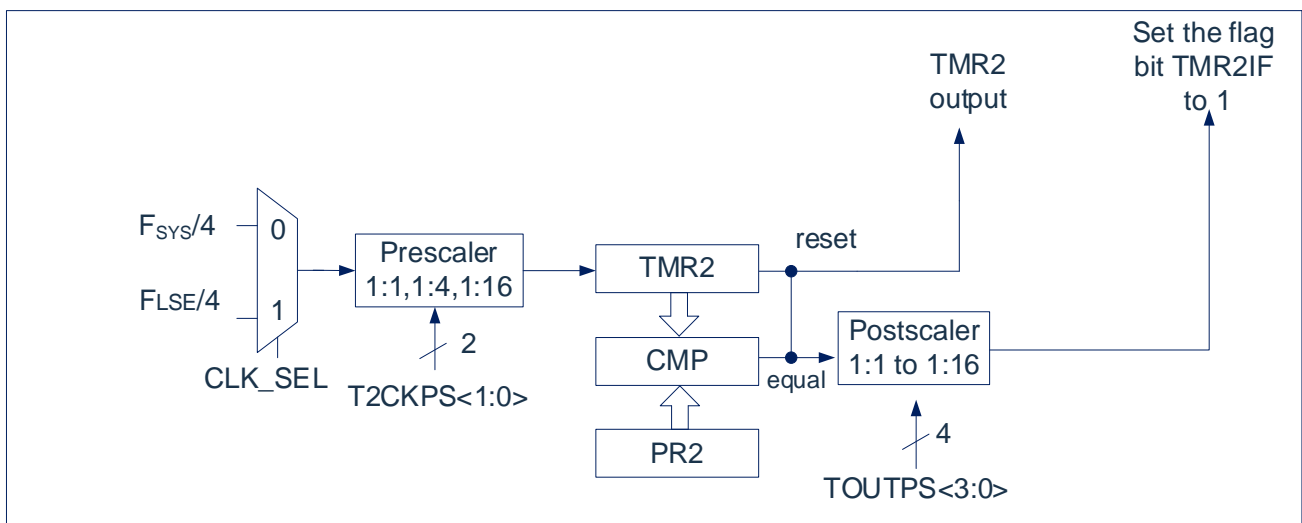 Set the flag
bit TMR2IF
to 1
TMR2
output
FSYS/4
0
Prescaler
1:1,1:4,1:16
TMR2
reset
FLSE/4
1
2
CMP
equal
Postscaler
1:1 to 1:16
CLK_SEL
T2CKPS<1:0>
PR2
4
TOUTPS<3:0>